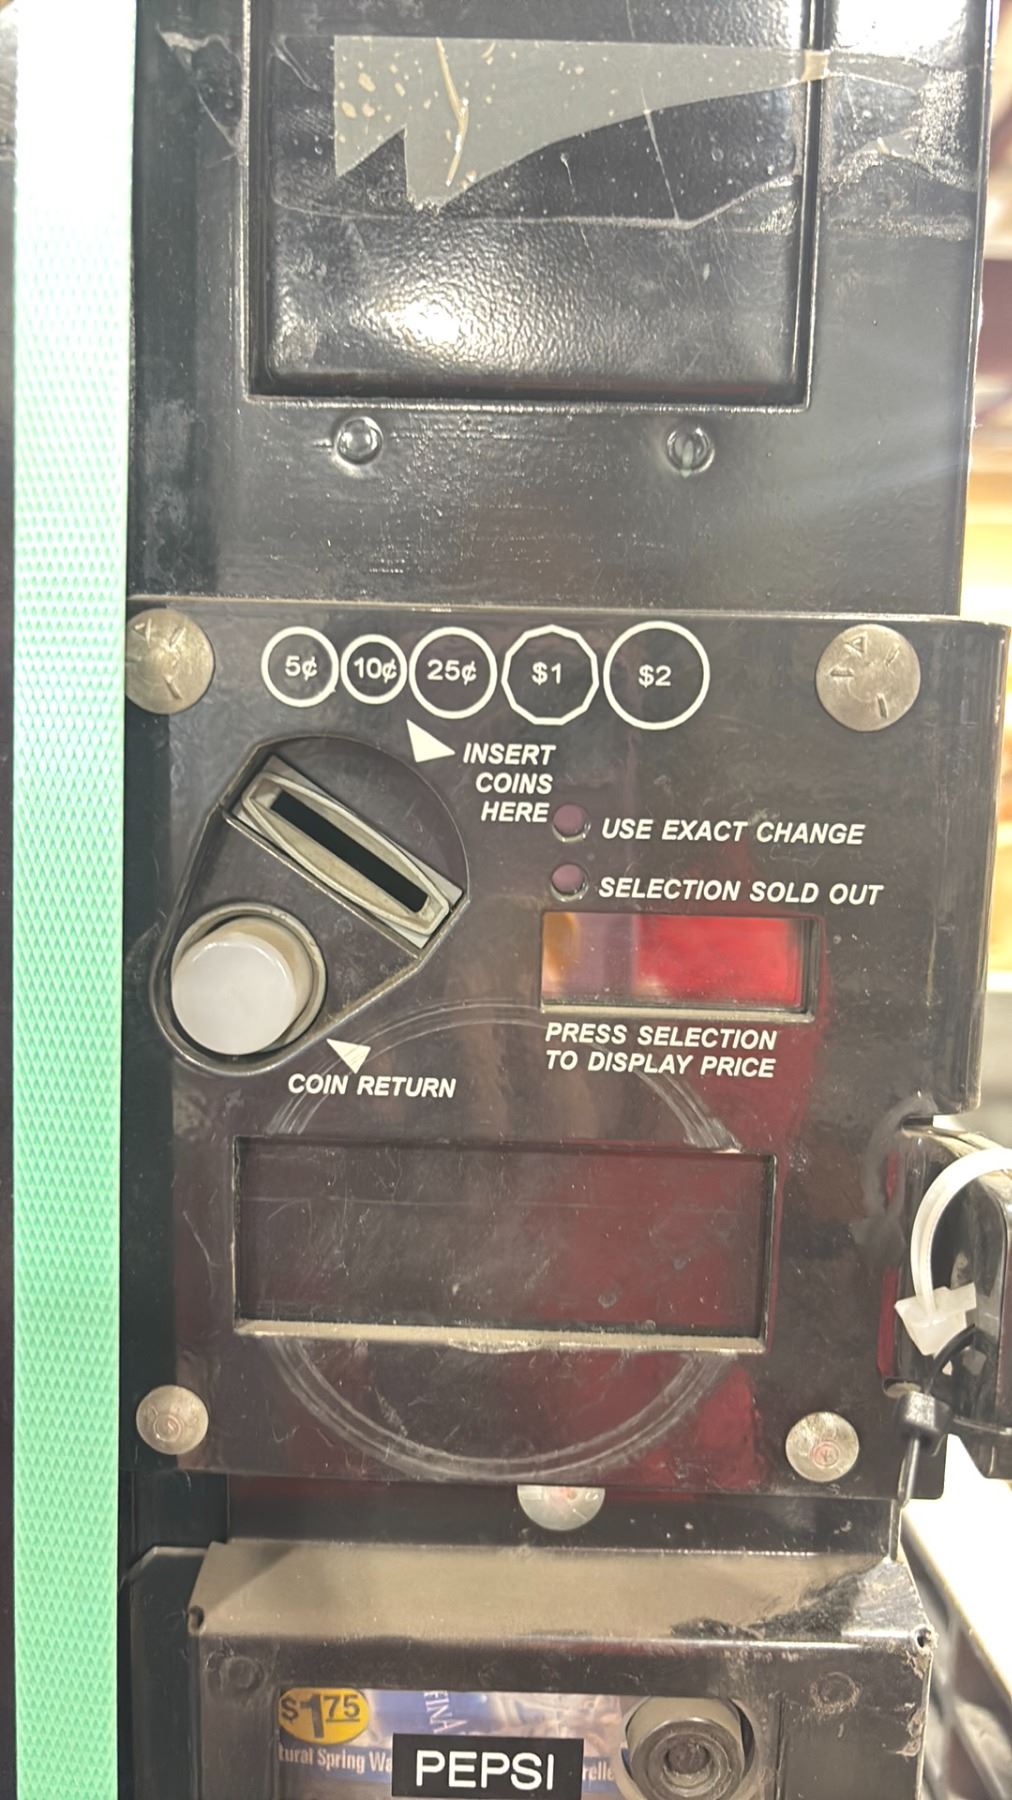 5¢ 10¢ 25¢ $1 $2
INSERT
COINS
HERE
USE EXACT CHANGE
SELECTION SOLD OUT
PRESS SELECTION
TO DISPLAY PRICE
COIN RETURN
$1.75
PEPSI